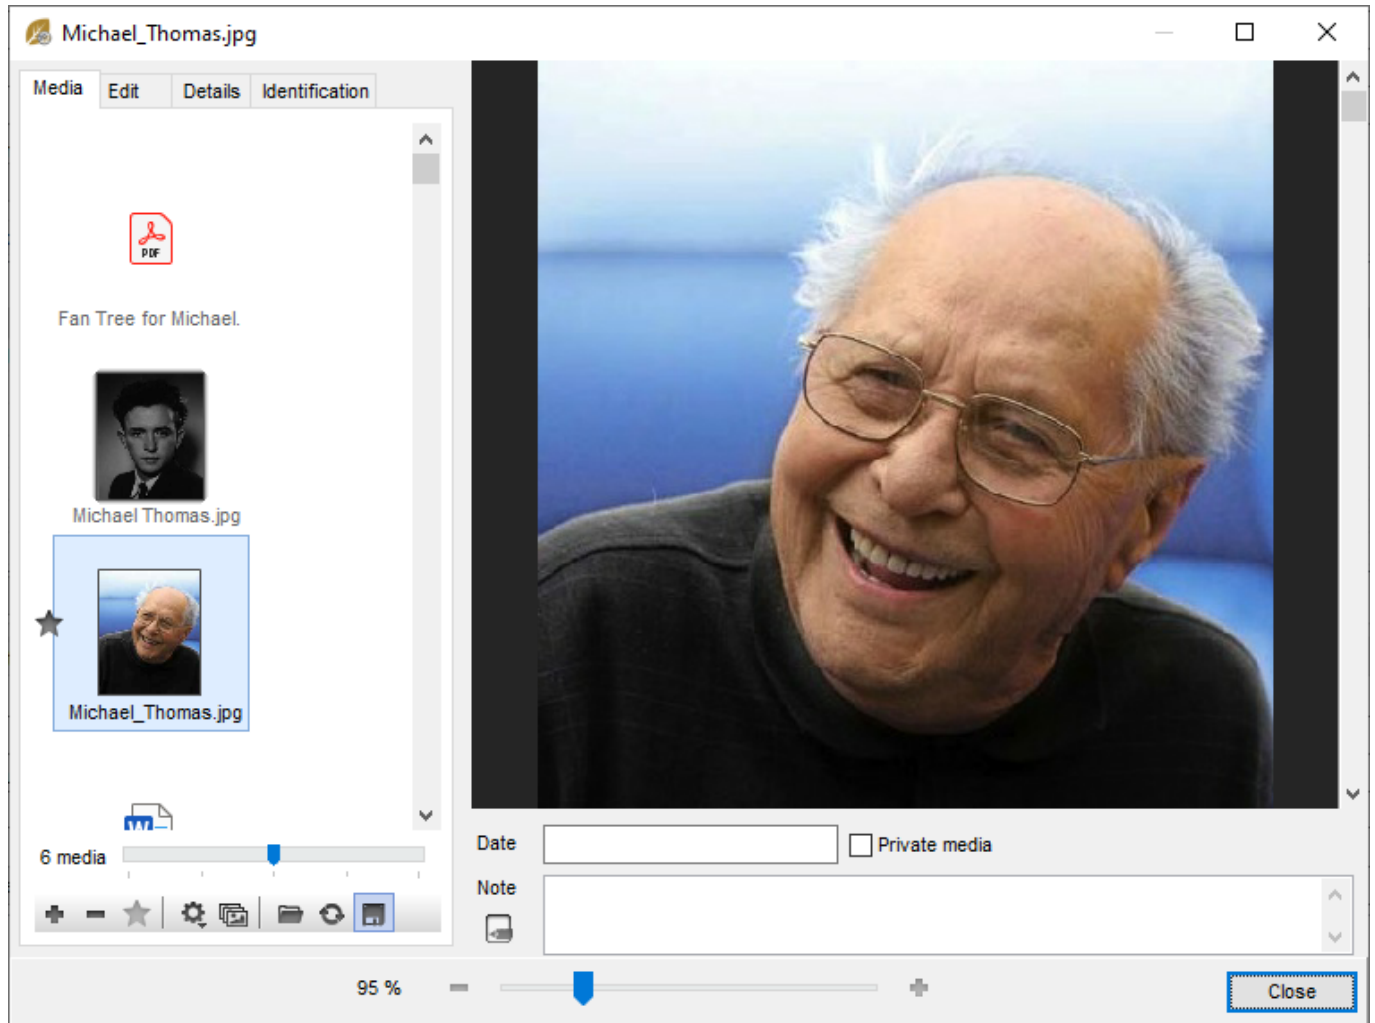 Michael_Thomas.jpg
Media Edit Details Identification
PDF
Fan Tree for Michael.
Michael Thomas.jpg
Michael_Thomas.jpg
W
6 media
Date
Private media
Note
95 %
Close